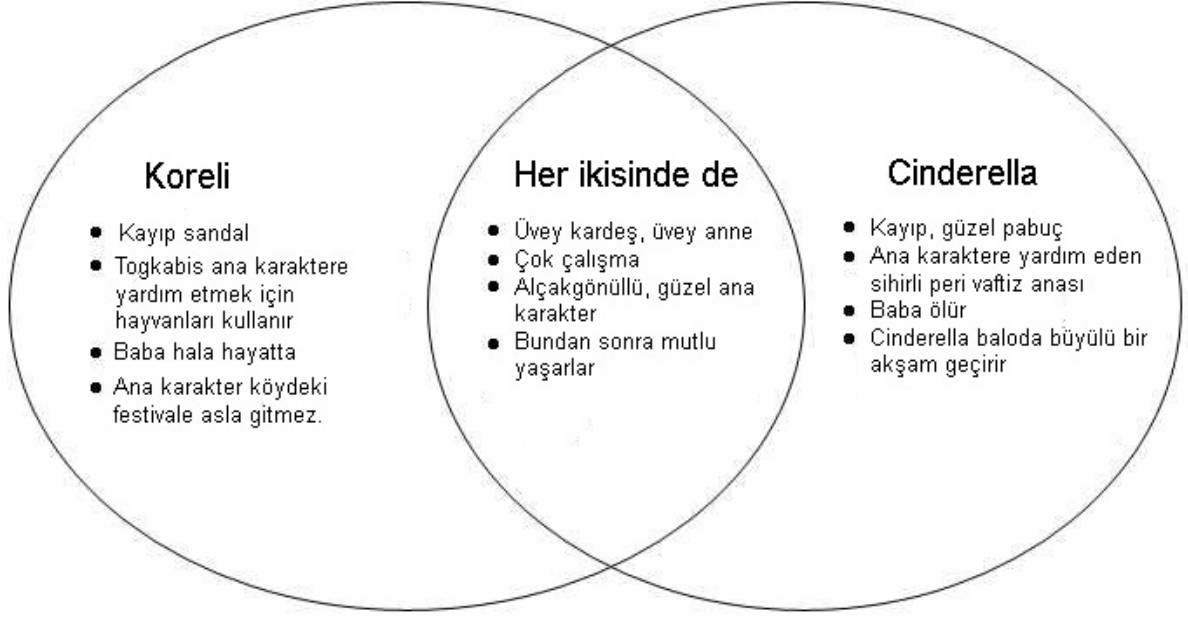 Koreli
● Kayıp sandal
● Togkabis ana karaktere
yardım etmek için
hayvanları kullanır
● Baba hala hayatta
● Ana karakter köydeki
festivale asla gitmez.
Her ikisinde de
● Üvey kardeş, üvey anne
● Çok çalışma
● Alçakgönüllü, güzel ana
karakter
● Bundan sonra mutlu
yaşarlar
Cinderella
● Kayıp, güzel pabuç
● Ana karaktere yardım eden
sihirli peri vaftiz anası
● Baba ölür
● Cinderella baloda büyülü bir
akşam geçirir